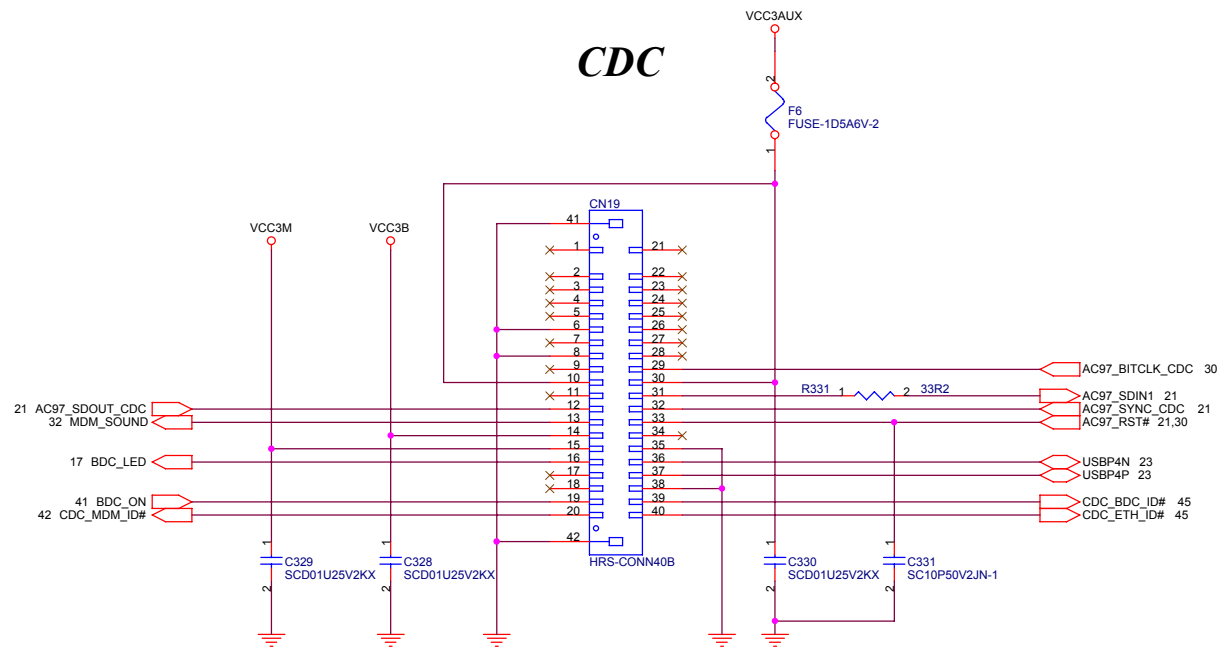 VCC3AUX
CDC
2
F6
FUSE-1D5A6V-2
1
CN19
VCC3M
VCC3B
41
1
21
2
22
3
23
4
24
5
25
6
26
7
27
8
28
9
29
AC97_BITCLK_CDC 30
10
30
11
31
R331 1
2 33R2
AC97_SDIN1 21
21 AC97_SDOUT_CDC
12
32
AC97_SYNC_CDC 21
32 MDM_SOUND
13
33
AC97_RST# 21,30
14
34
15
35
17 BDC_LED
16
36
USBP4N 23
17
37
USBP4P 23
18
38
41 BDC_ON
19
39
CDC_BDC_ID# 45
42 CDC_MDM_ID#
20
40
CDC_ETH_ID# 45
42
HRS-CONN40B
1
C329
SCD01U25V2KX
2
1
C328
SCD01U25V2KX
2
1
C330
SCD01U25V2KX
2
1
C331
SC10P50V2JN-1
2